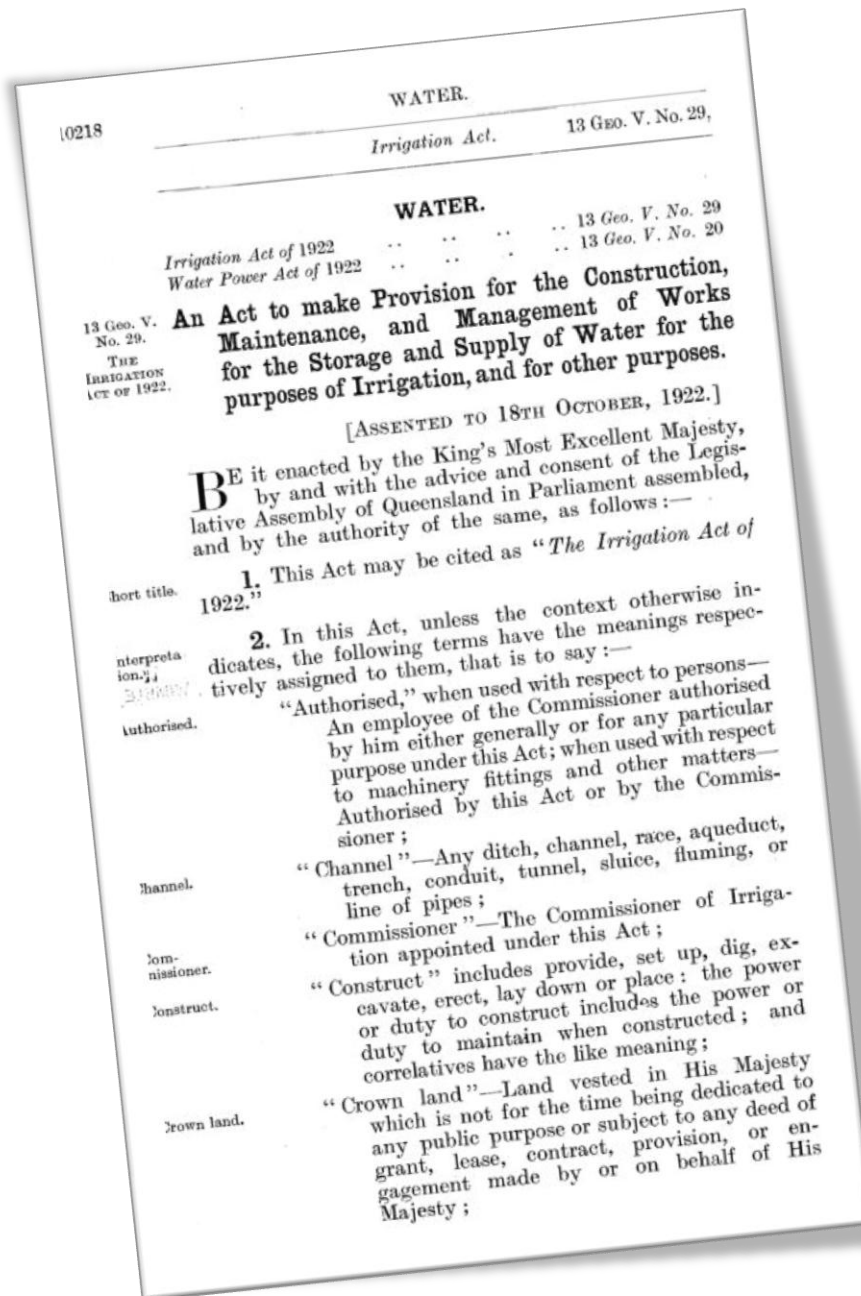 10218
WATER.
Irrigation Act.
13 GEO. V. No. 29,
WATER.
Irrigation Act of 1922 .. .. .. .. 13 Geo. V. No. 29
Water Power Act of 1922 .. .. . .. 13 Geo. V. No. 20
13 Geo. V.
No. 29.
THE
IRRIGATION
ACT OF 1922.
An Act to make Provision for the Construction,
Maintenance, and Management of Works
for the Storage and Supply of Water for the
purposes of Irrigation, and for other purposes.
[ASSENTED TO 18TH OCTOBER, 1922.]
BE it enacted by the King's Most Excellent Majesty,
by and with the advice and consent of the Legis-
lative Assembly of Queensland in Parliament assembled,
and by the authority of the same, as follows:—
hort title.
1. This Act may be cited as "The Irrigation Act of
1922."
nterpreta
ion.
2. In this Act, unless the context otherwise in-
dicates, the following terms have the meanings respec-
tively assigned to them, that is to say:—
uthorised.
"Authorised," when used with respect to persons—
An employee of the Commissioner authorised
by him either generally or for any particular
purpose under this Act; when used with respect
to machinery fittings and other matters—
Authorised by this Act or by the Commis-
sioner;
hannel.
"Channel"—Any ditch, channel, race, aqueduct,
trench, conduit, tunnel, sluice, fluming, or
line of pipes;
Com-
missioner.
"Commissioner"—The Commissioner of Irriga-
tion appointed under this Act;
Construct.
"Construct" includes provide, set up, dig, ex-
cavate, erect, lay down or place: the power
or duty to construct includes the power or
duty to maintain when constructed; and
correlatives have the like meaning;
Crown land.
"Crown land"—Land vested in His Majesty
which is not for the time being dedicated to
any public purpose or subject to any deed of
grant, lease, contract, provision, or en-
gagement made by or on behalf of His
Majesty;